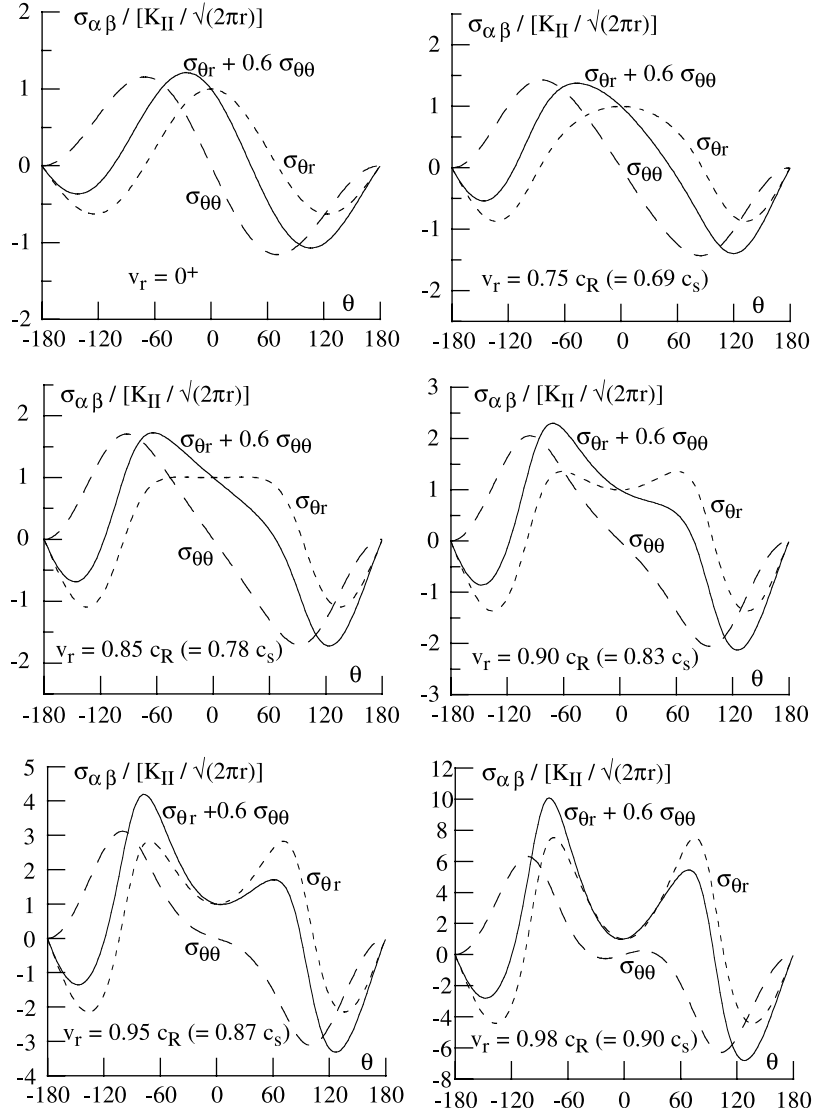 σαβ / [KII / √(2πr)]
σθr + 0.6 σθθ
σθr
σθθ
vr = 0+
θ
2
1
0
-1
-2
-180 -120 -60 0 60 120 180
σαβ / [KII / √(2πr)]
σθr + 0.6 σθθ
σθr
σθθ
vr = 0.75 cR (= 0.69 cs)
θ
2
1
0
-1
-2
-180 -120 -60 0 60 120 180
σαβ / [KII / √(2πr)]
σθr + 0.6 σθθ
σθr
σθθ
vr = 0.85 cR (= 0.78 cs)
θ
2
1
0
-1
-2
-180 -120 -60 0 60 120 180
σαβ / [KII / √(2πr)]
σθr + 0.6 σθθ
σθr
σθθ
vr = 0.90 cR (= 0.83 cs)
θ
3
2
1
0
-1
-2
-3
-180 -120 -60 0 60 120 180
σαβ / [KII / √(2πr)]
σθr +0.6 σθθ
σθr
σθθ
vr = 0.95 cR (= 0.87 cs)
θ
5
4
3
2
1
0
-1
-2
-3
-4
-180 -120 -60 0 60 120 180
σαβ / [KII / √(2πr)]
σθr + 0.6 σθθ
σθr
σθθ
vr = 0.98 cR (= 0.90 cs)
θ
12
10
8
6
4
2
0
-2
-4
-6
-8
-180 -120 -60 0 60 120 180